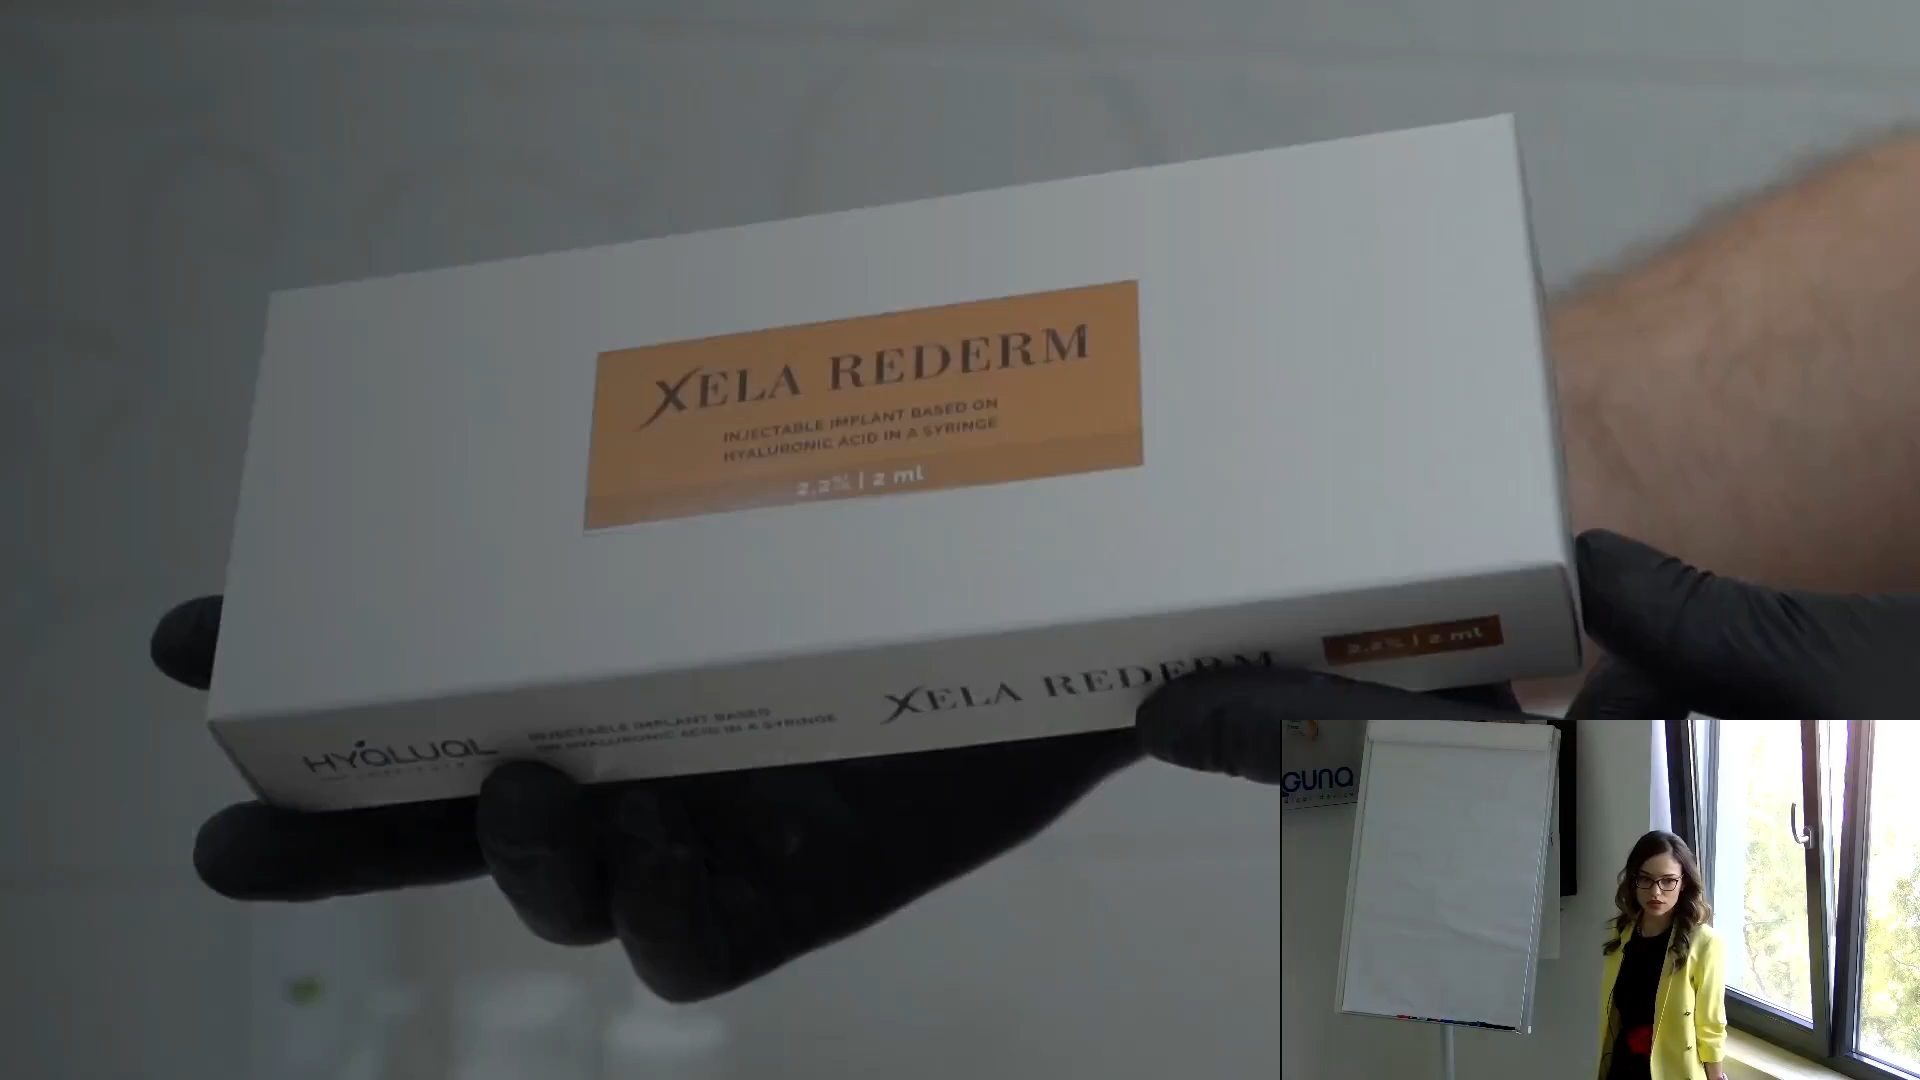 XELA REDERM
INJECTABLE IMPLANT BASED ON
HYALURONIC ACID IN A SYRINGE
2,2% | 2 ml
HYALUAL
INJECTABLE IMPLANT BASED
ON HYALURONIC ACID IN A SYRINGE
XELA REDERM
2,2% | 2 ml
GUNA